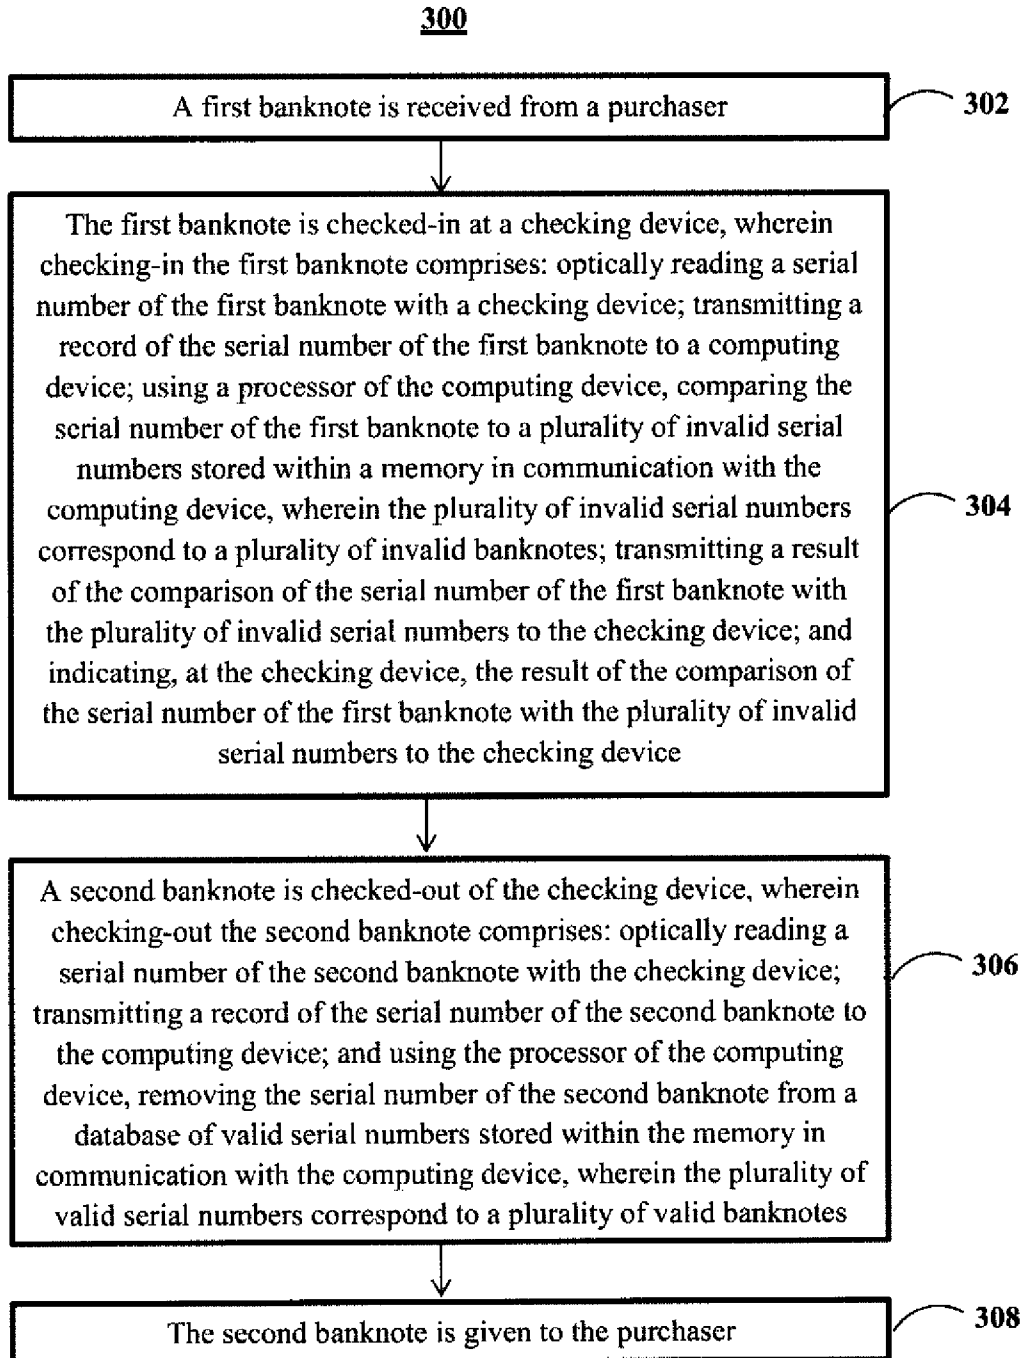 300
A first banknote is received from a purchaser
302
The first banknote is checked-in at a checking device, wherein
checking-in the first banknote comprises: optically reading a serial
number of the first banknote with a checking device; transmitting a
record of the serial number of the first banknote to a computing
device; using a processor of the computing device, comparing the
serial number of the first banknote to a plurality of invalid serial
numbers stored within a memory in communication with the
computing device, wherein the plurality of invalid serial numbers
correspond to a plurality of invalid banknotes; transmitting a result
of the comparison of the serial number of the first banknote with
the plurality of invalid serial numbers to the checking device; and
indicating, at the checking device, the result of the comparison of
the serial number of the first banknote with the plurality of invalid
serial numbers to the checking device
304
A second banknote is checked-out of the checking device, wherein
checking-out the second banknote comprises: optically reading a
serial number of the second banknote with the checking device;
transmitting a record of the serial number of the second banknote to
the computing device; and using the processor of the computing
device, removing the serial number of the second banknote from a
database of valid serial numbers stored within the memory in
communication with the computing device, wherein the plurality of
valid serial numbers correspond to a plurality of valid banknotes
306
The second banknote is given to the purchaser
308